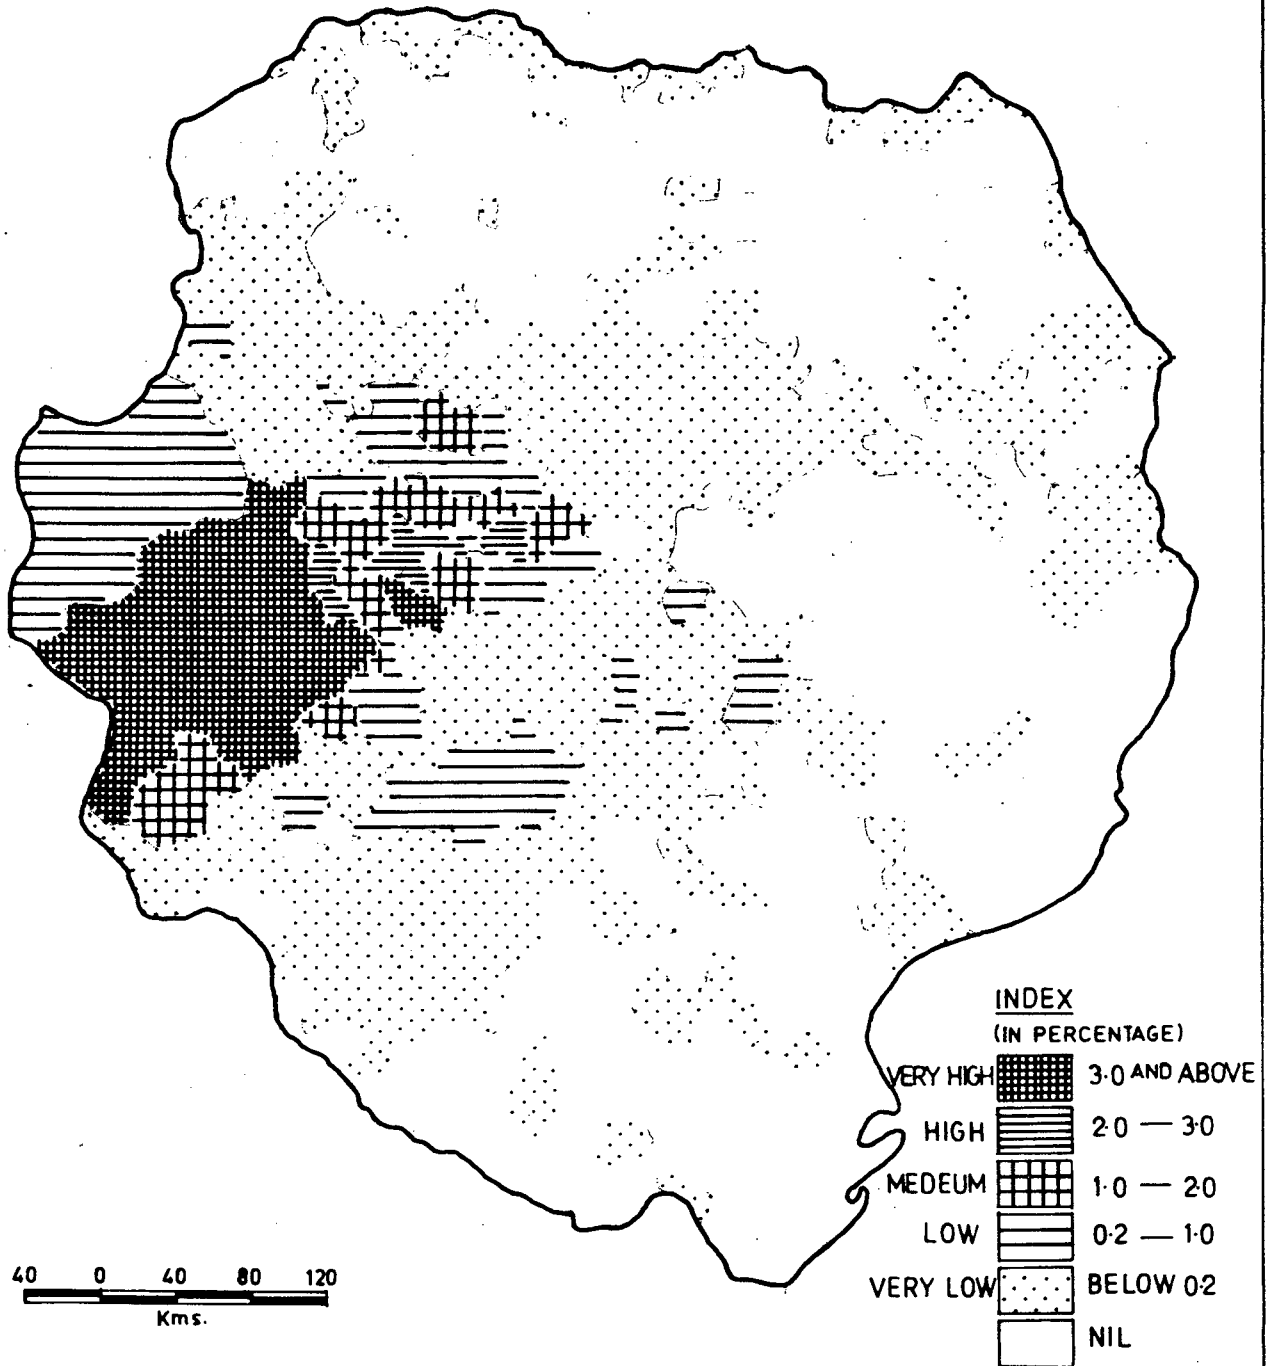 INDEX
(IN PERCENTAGE)
VERY HIGH 3.0 AND ABOVE
HIGH 2.0 — 3.0
MEDEUM 1.0 — 2.0
LOW 0.2 — 1.0
VERY LOW BELOW 0.2
NIL
40 0 40 80 120
Kms.